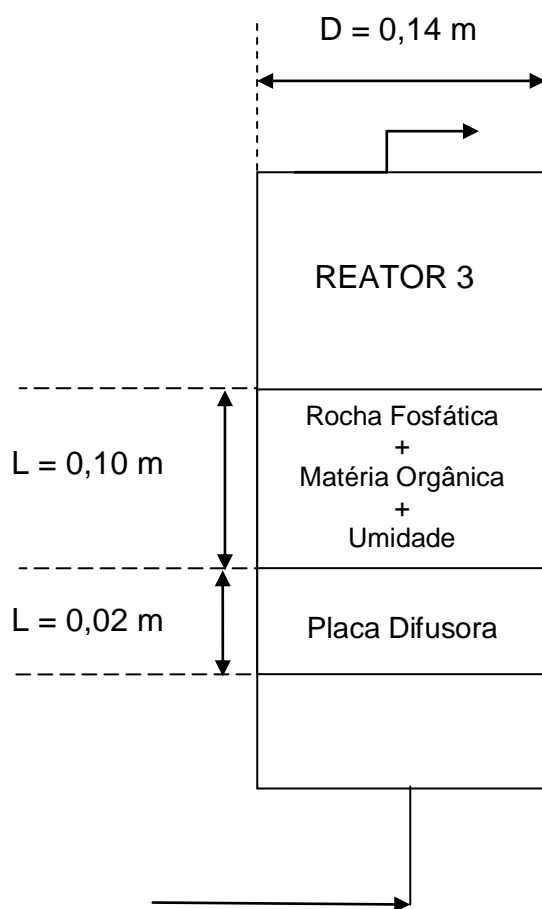 D = 0,14 m
REATOR 3
Rocha Fosfática
+
L = 0,10 m
Matéria Orgânica
+
Umidade
L = 0,02 m
Placa Difusora